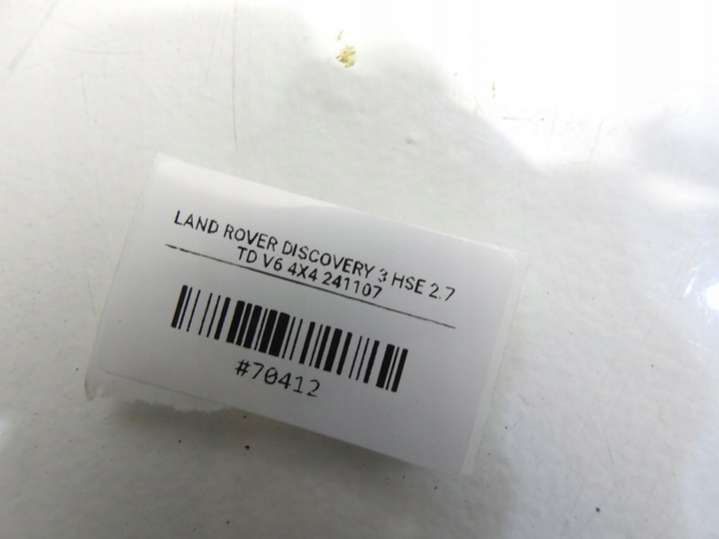 LAND ROVER DISCOVERY 3 HSE 2.7
TD V6 4X4 241107
#70412